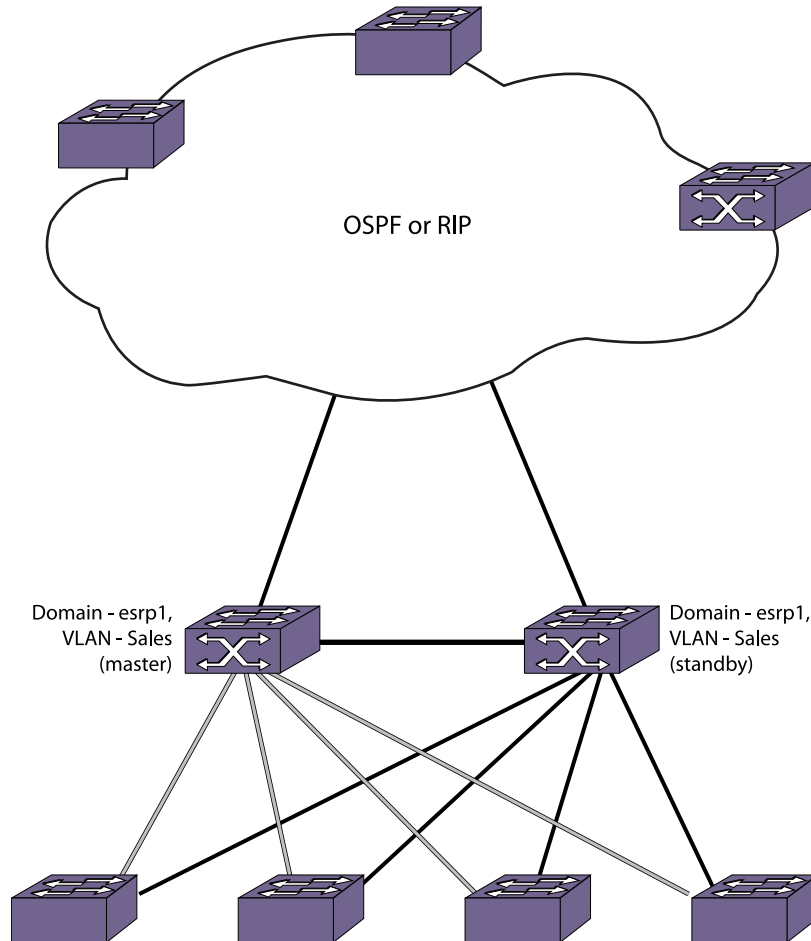 OSPF or RIP
Domain - esrp1,
VLAN - Sales
(master)
Domain - esrp1,
VLAN - Sales
(standby)